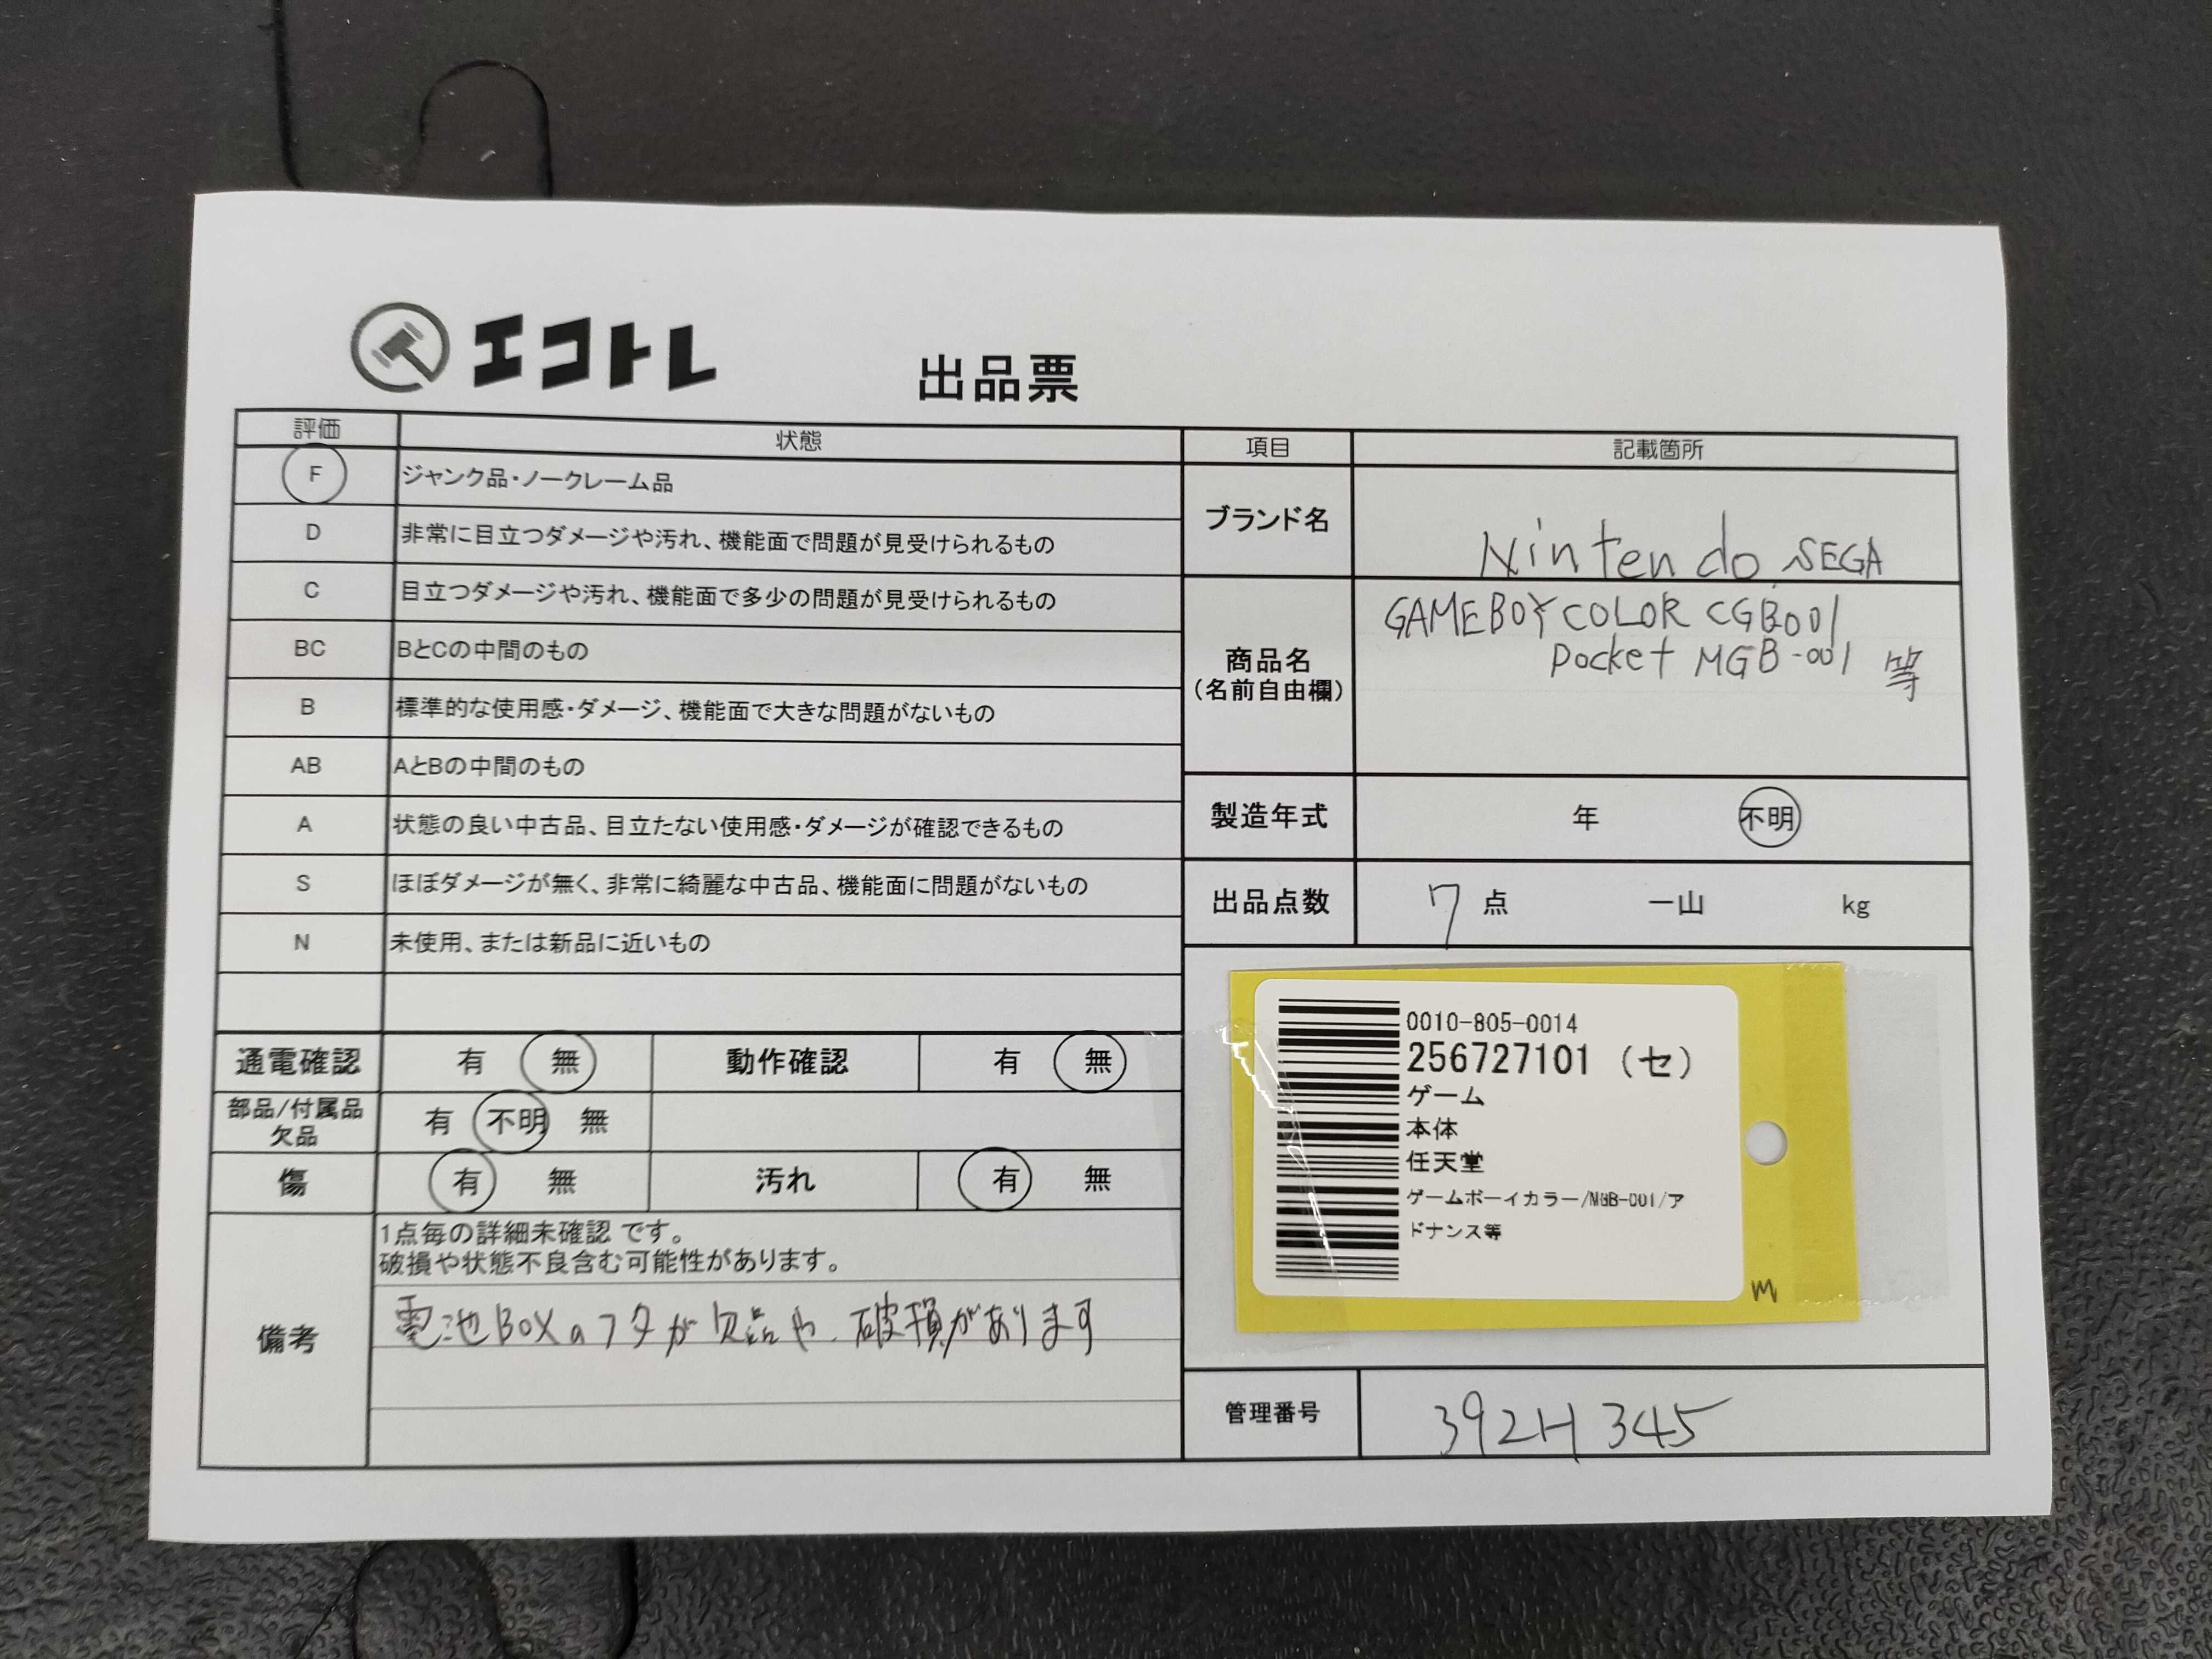 エコトレ
出品票
評価 状態
F ジャンク品・ノークレーム品
D 非常に目立つダメージや汚れ、機能面で問題が見受けられるもの
C 目立つダメージや汚れ、機能面で多少の問題が見受けられるもの
BC BとCの中間のもの
B 標準的な使用感・ダメージ、機能面で大きな問題がないもの
AB AとBの中間のもの
A 状態の良い中古品、目立たない使用感・ダメージが確認できるもの
S ほぼダメージが無く、非常に綺麗な中古品、機能面に問題がないもの
N 未使用、または新品に近いもの
通電確認 有 無 動作確認 有 無
部品/付属品
欠品
有 不明 無
傷 有 無 汚れ 有 無
備考
1点毎の詳細未確認 です。
破損や状態不良含む可能性があります。
電池BOXのフタが欠品や、破損があります
項目 記載箇所
ブランド名 Nintendo、SEGA
商品名
(名前自由欄)
GAMEBOY COLOR CGB001
Pocket MGB-001 等
製造年式 年 不明
出品点数 7 点 一山 kg
0010-805-0014
256727101 (セ)
ゲーム
本体
任天堂
ゲームボーイカラー/MGB-001/ア
ドナンス等
m
管理番号 392H 345